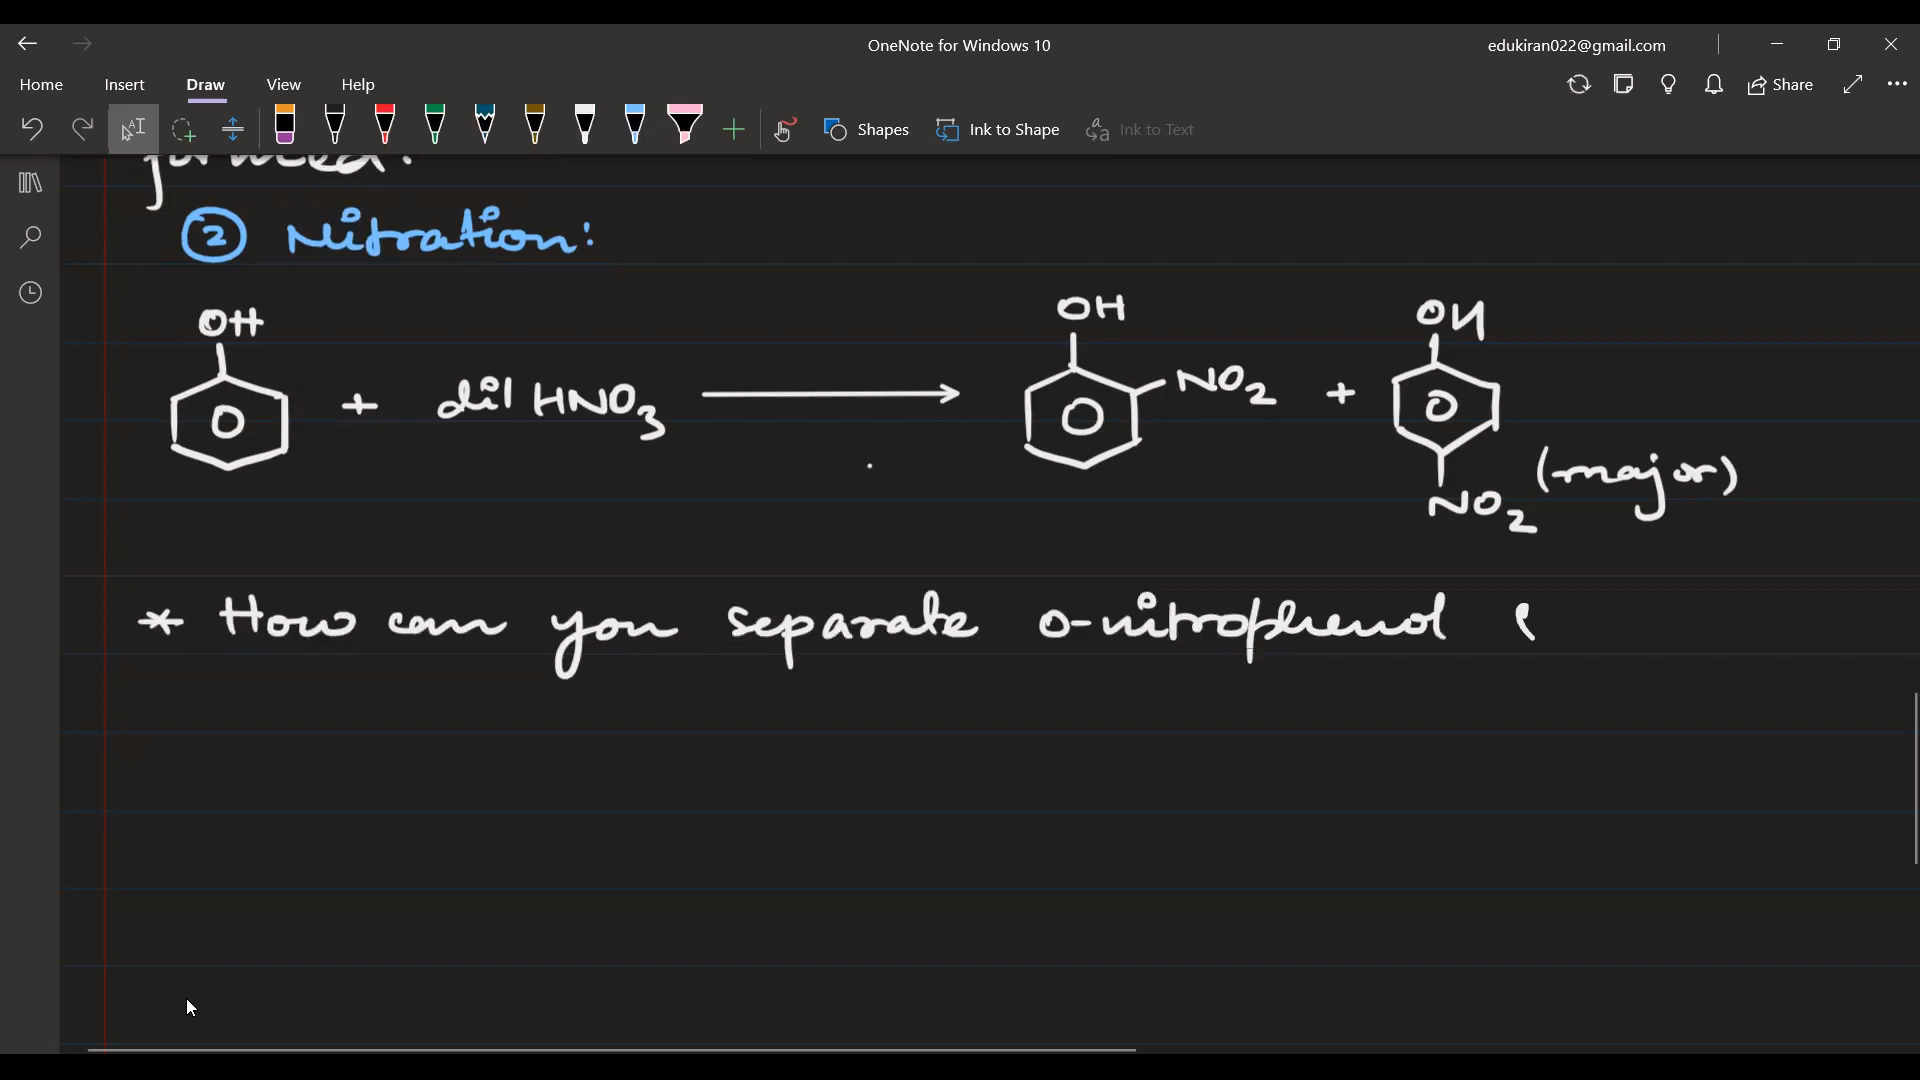 OneNote for Windows 10
edukiran022@gmail.com
Home Insert Draw View Help
Share
Shapes Ink to Shape Ink to Text
formed.
② Nitration:
OH
OH
OH
+ dil HNO3
NO2 +
(major)
NO2
* How can you separate o-nitrophenol